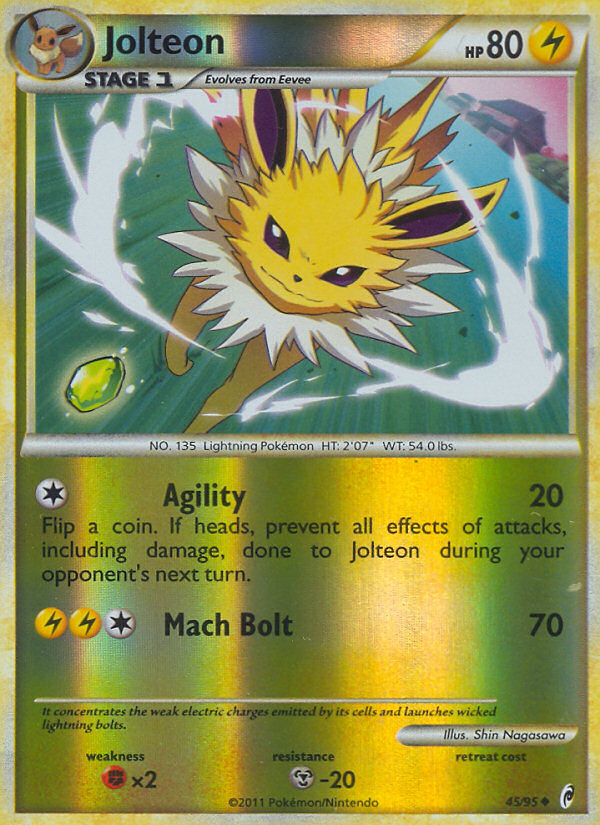 Jolteon
HP 80
STAGE 1
Evolves from Eevee
NO. 135 Lightning Pokémon HT: 2'07" WT: 54.0 lbs.
Agility 20
Flip a coin. If heads, prevent all effects of attacks,
including damage, done to Jolteon during your
opponent's next turn.
Mach Bolt 70
It concentrates the weak electric charges emitted by its cells and launches wicked
lightning bolts.
Illus. Shin Nagasawa
weakness resistance retreat cost
×2 -20
©2011 Pokémon/Nintendo 45/95